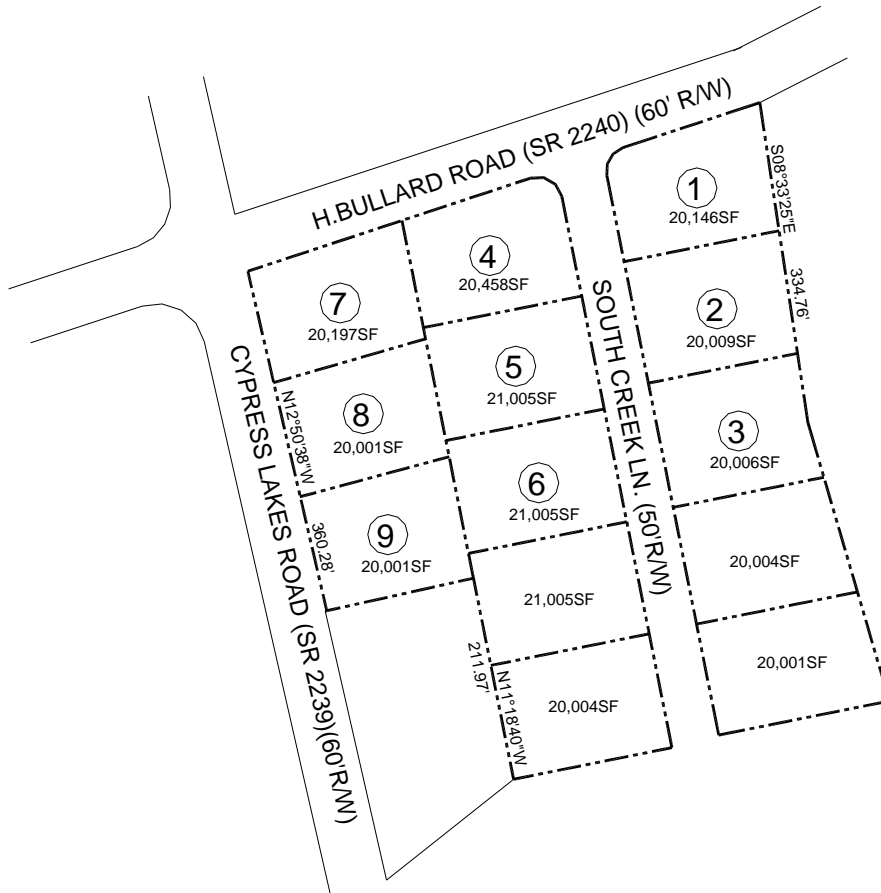 H.BULLARD ROAD (SR 2240) (60' R/W)
1
20,146SF
S08°33'25"E
4
20,458SF
7
20,197SF
2
20,009SF
334.76'
SOUTH CREEK LN. (50'R/W)
5
21,005SF
CYPRESS LAKES ROAD (SR 2239)(60'R/W)
N12°50'38"W
8
20,001SF
3
20,006SF
6
21,005SF
360.28'
9
20,001SF
20,004SF
21,005SF
211.97'
N11°18'40"W
20,001SF
20,004SF